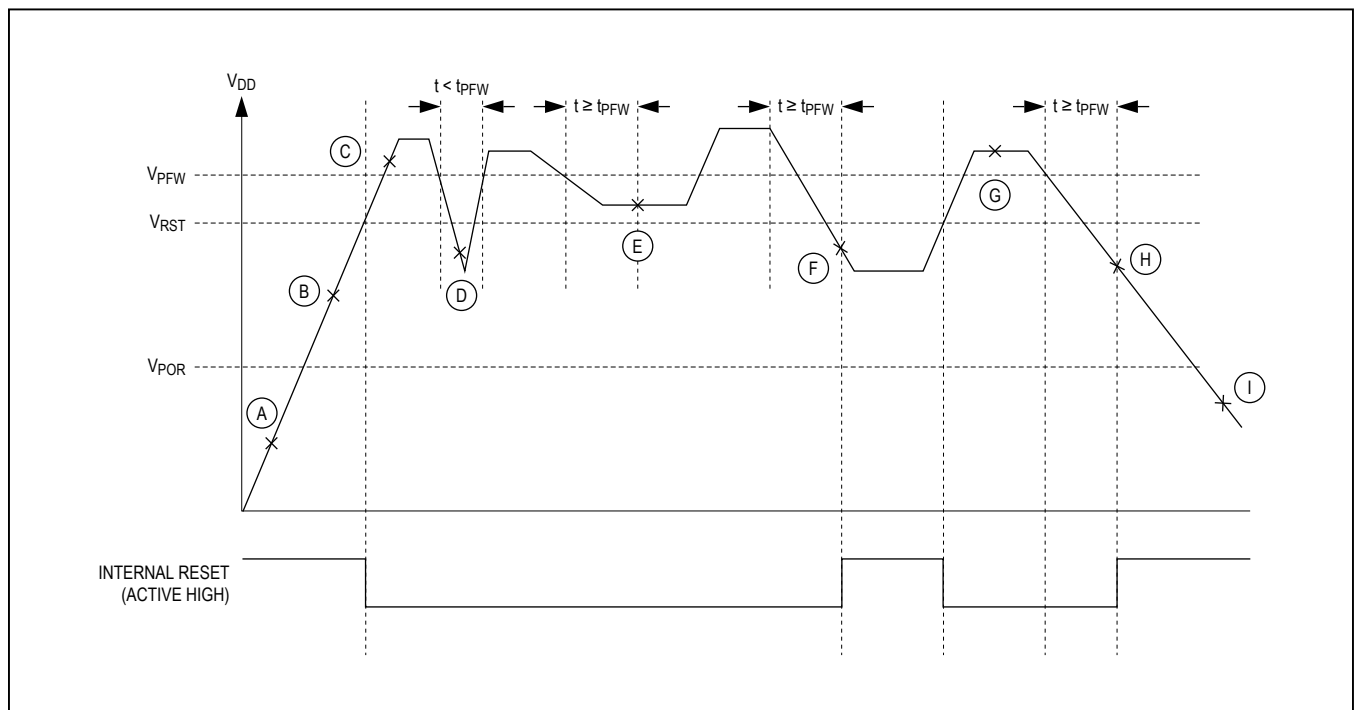 VDD
t < tPFW
t ≥ tPFW
t ≥ tPFW
t ≥ tPFW
C
VPFW
G
VRST
E
F
H
B
D
VPOR
I
A
INTERNAL RESET
(ACTIVE HIGH)